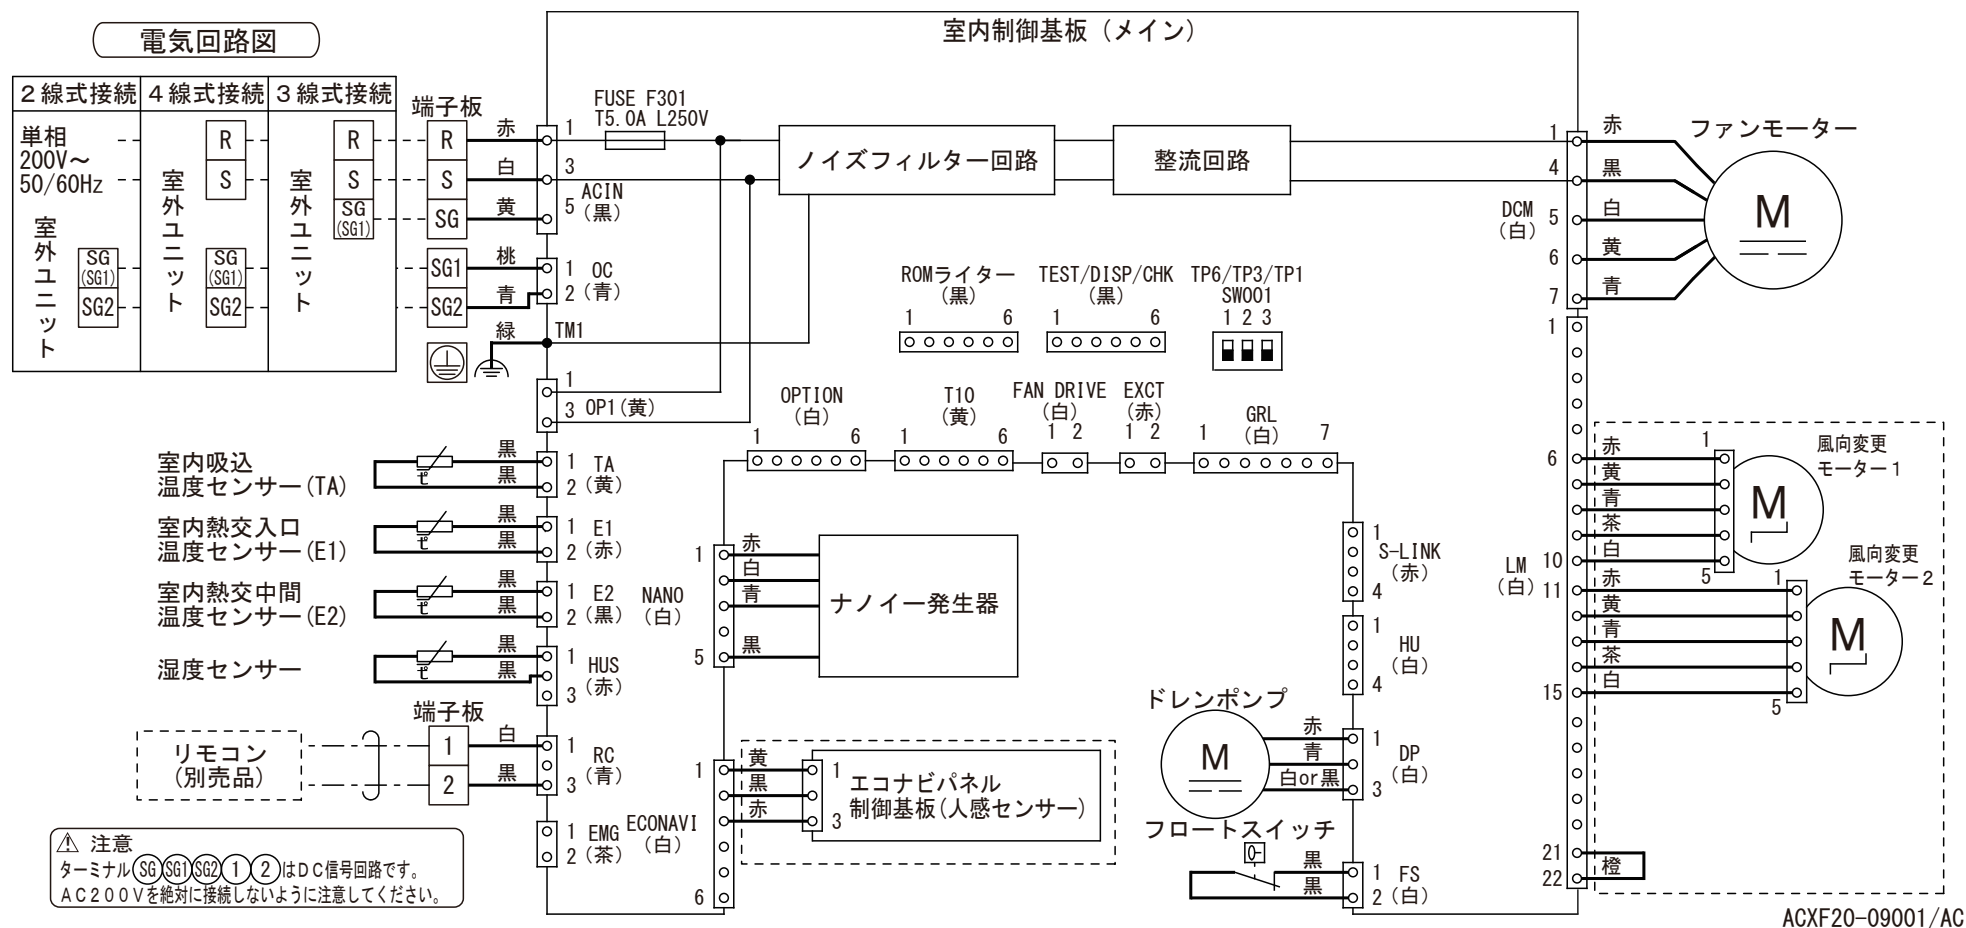 電気回路図
室内制御基板（メイン）
２線式接続
４線式接続
３線式接続
単相
200V～
50/60Hz
室外ユニット
SG
(SG1)
SG2
室外ユニット
R
S
SG
(SG1)
SG2
室外ユニット
R
S
SG
(SG1)
端子板
R
S
SG
SG1
SG2
赤
白
黄
桃
青
緑
1
3
5
ACIN
（黒）
1
2
OC
（青）
TM1
1
3
OP1(黄)
FUSE F301
T5.0A L250V
ノイズフィルター回路
整流回路
1
4
5
6
7
DCM
（白）
赤
黒
白
黄
青
ファンモーター
M
ROMライター
（黒）
1 6
TEST/DISP/CHK
（黒）
1 6
TP6/TP3/TP1
SW001
1 2 3
OPTION
（白）
1 6
T10
（黄）
1 6
FAN DRIVE
（白）
1 2
EXCT
（赤）
1 2
GRL
（白）
1 7
室内吸込
温度センサー(TA)
ピ
黒
黒
1
2
TA
（黄）
室内熱交入口
温度センサー(E1)
ピ
黒
黒
1
2
E1
（赤）
室内熱交中間
温度センサー(E2)
ピ
黒
黒
1
2
E2
（黒）
湿度センサー
ピ
黒
黒
1
3
HUS
（赤）
リモコン
(別売品)
端子板
1
2
白
黒
1
3
RC
（青）
1
2
EMG
（茶）
NANO
（白）
1
5
赤
白
青
黒
ナノイー発生器
ECONAVI
（白）
1
6
黄
黒
赤
1
3
エコナビパネル
制御基板(人感センサー)
1
4
S-LINK
（赤）
1
4
HU
（白）
ドレンポンプ
M
赤
青
白or黒
1
3
DP
（白）
フロートスイッチ
黒
黒
1
2
FS
（白）
LM
（白）
1
6
10
11
15
21
22
赤
黄
青
茶
白
1
5
M
風向変更
モーター１
赤
黄
青
茶
白
1
5
M
風向変更
モーター２
橙
⚠ 注意
ターミナル SG SG1 SG2 1 2 はＤＣ信号回路です。
ＡＣ２００Ｖを絶対に接続しないように注意してください。
ACXF20-09001/AC